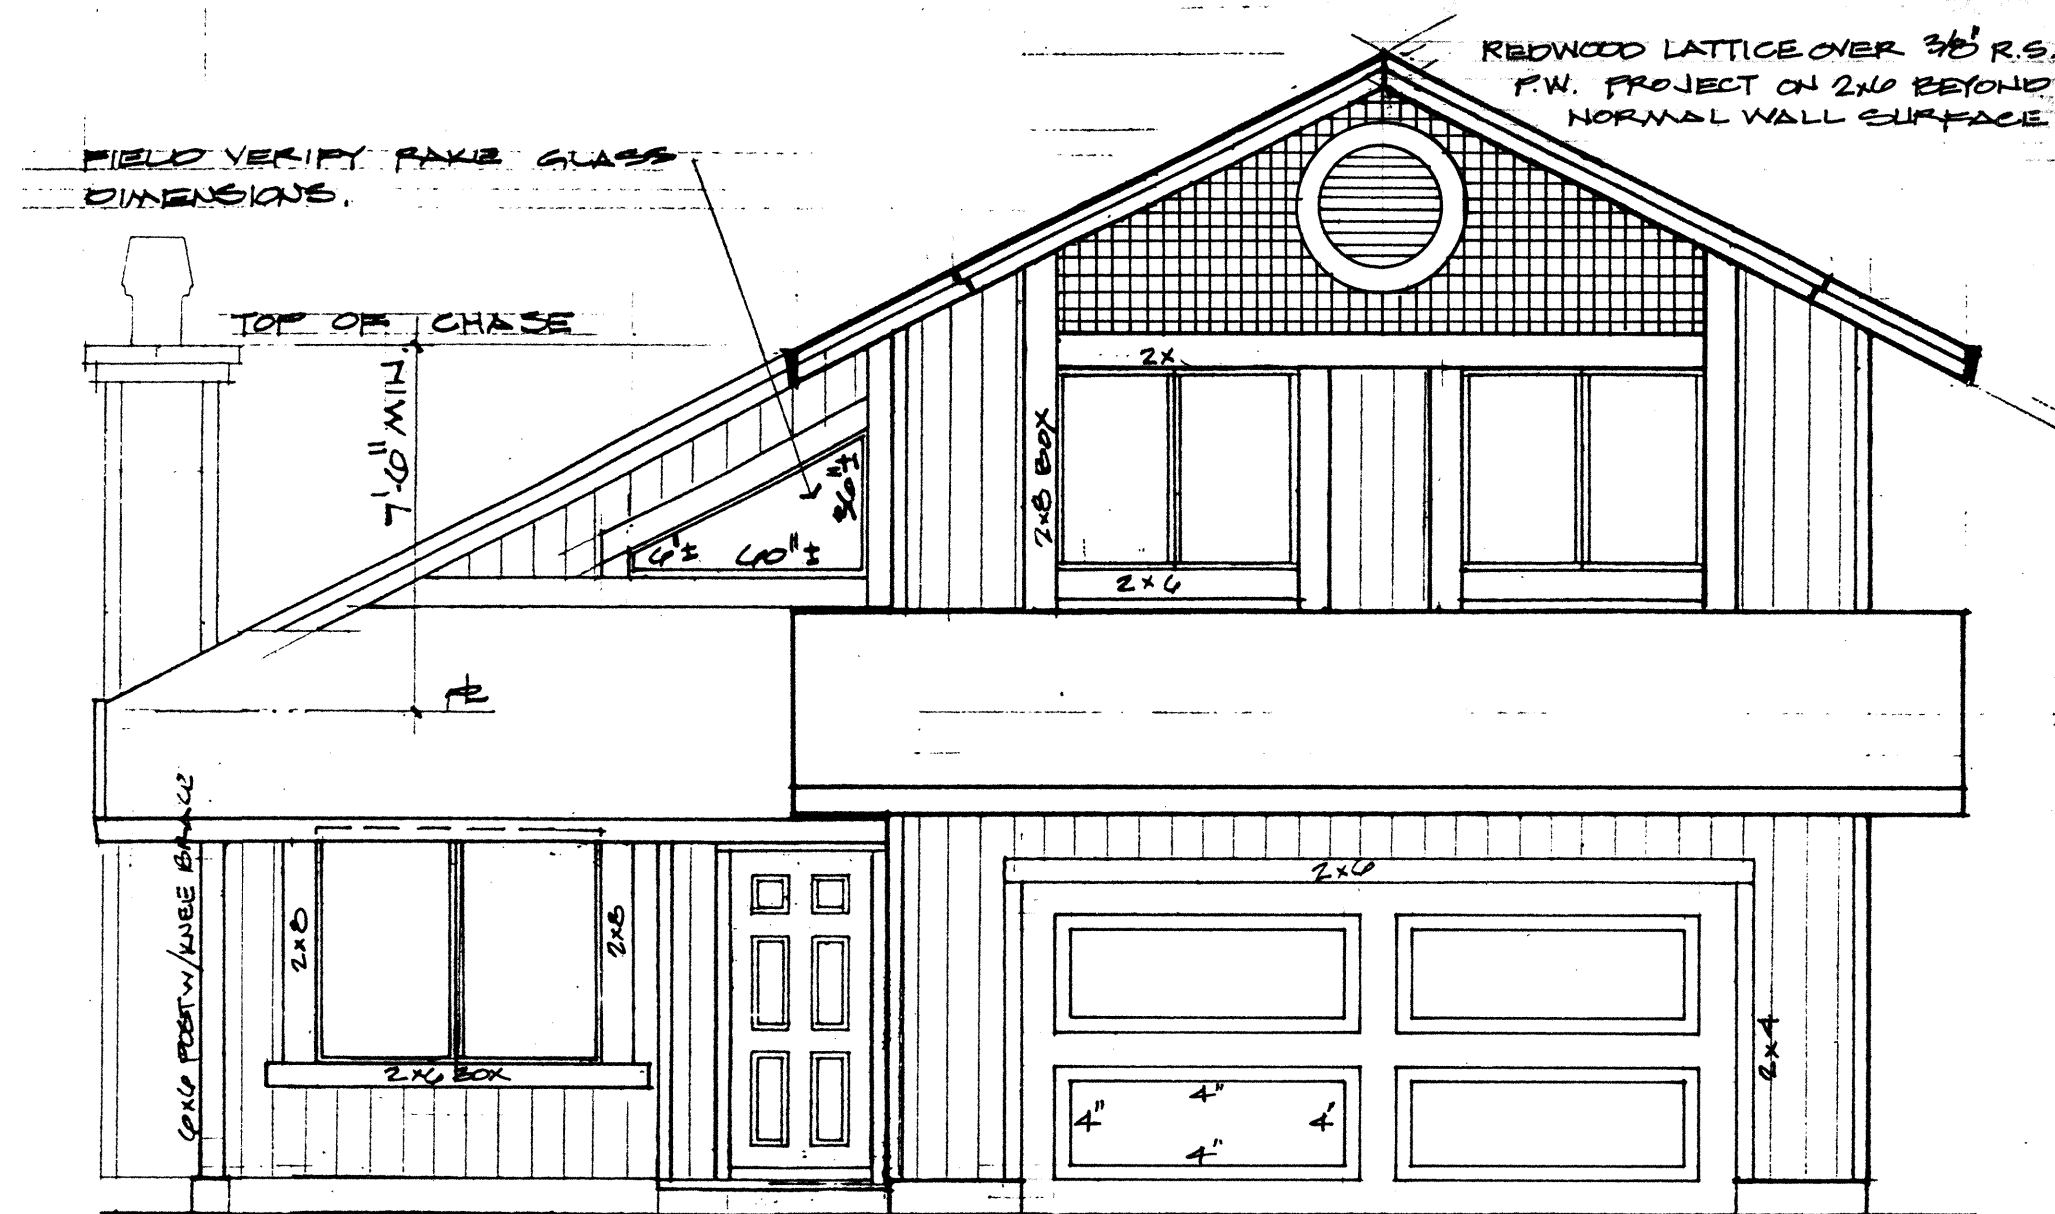 REDWOOD LATTICE OVER 3/8" R.S.
P.W. PROJECT ON 2x6 BEYOND
NORMAL WALL SURFACE
FIELD VERIFY RAKE GLASS
DIMENSIONS.
TOP OF CHASE
7'-6" MIN.
2x
2x8 BOX
36"±
6"± 60"±
2x6
PL
6x6 POST W/KNEE BRACE
2x6
2x8
2x8
2x4
2x6 BOX
4"
4"
4'
4"